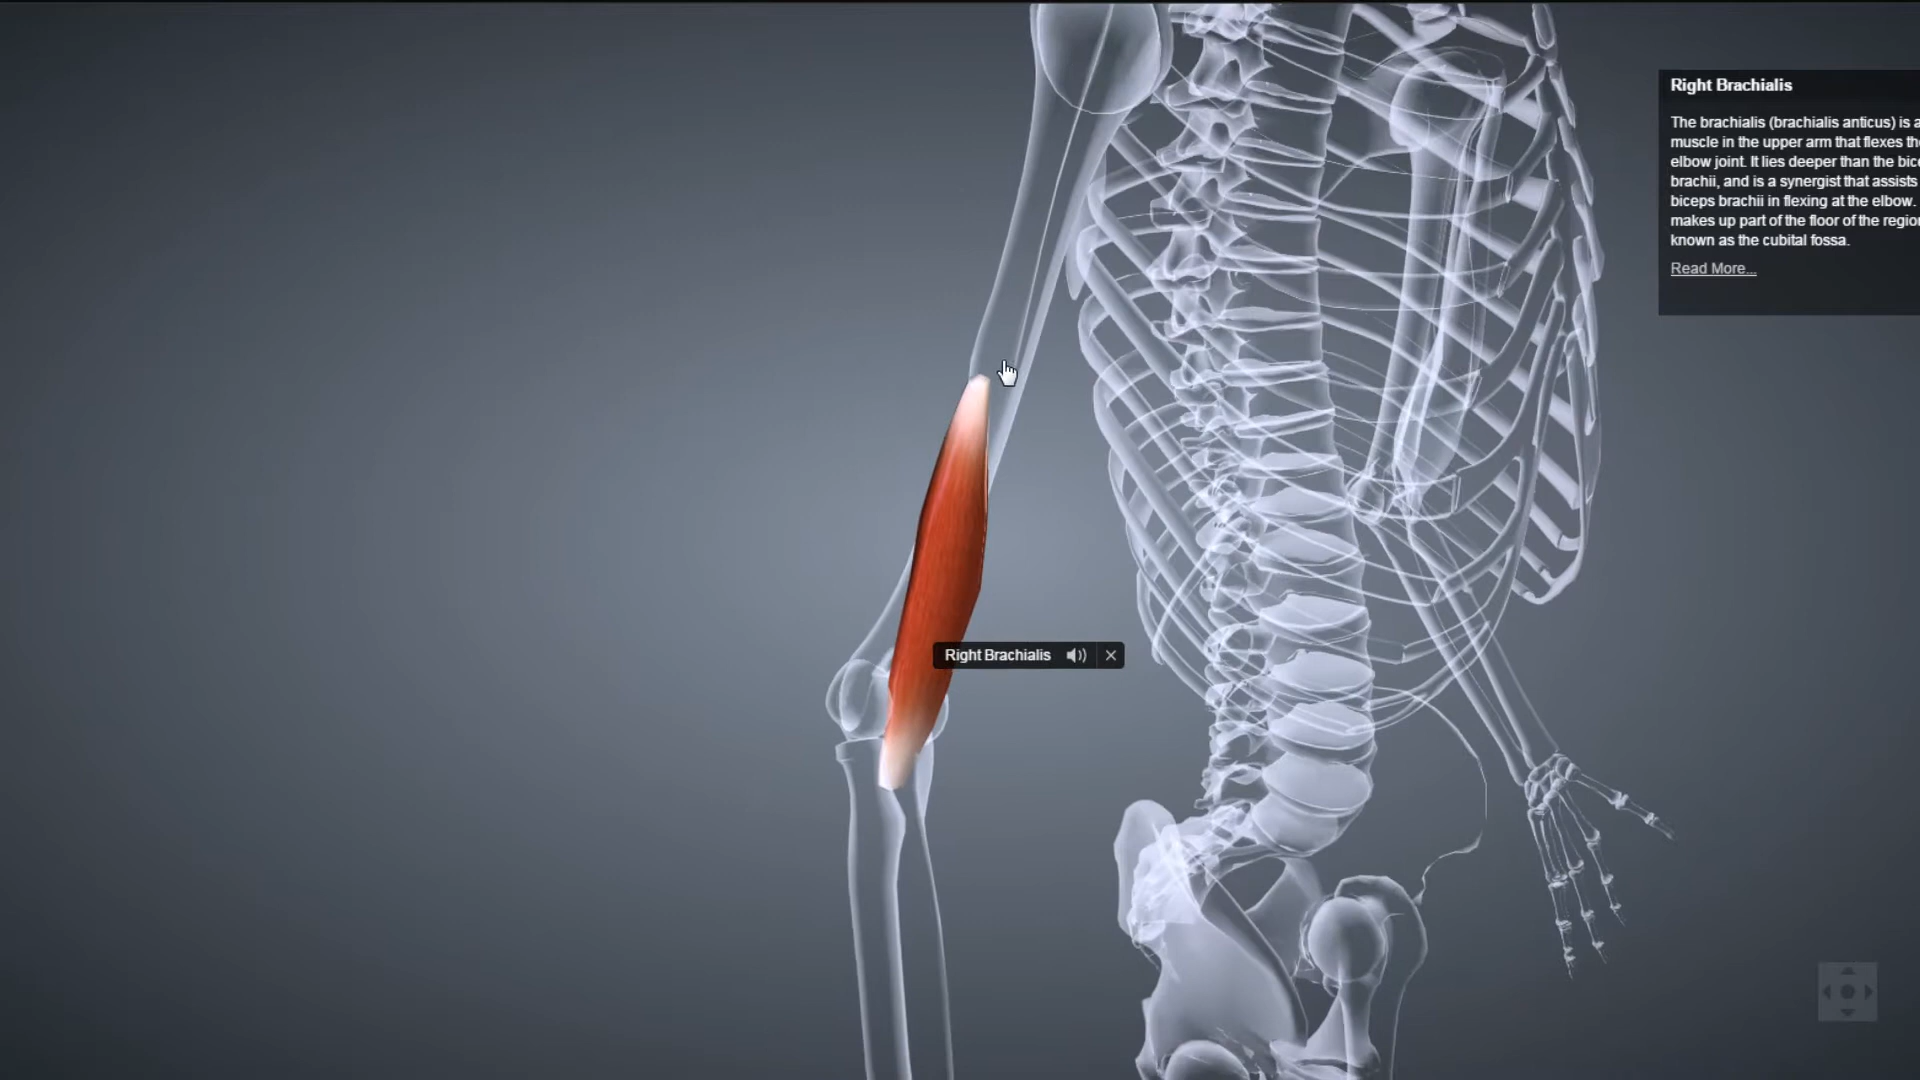 Right Brachialis
The brachialis (brachialis anticus) is a
muscle in the upper arm that flexes the
elbow joint. It lies deeper than the
brachii, and is a synergist that assists
biceps brachii in flexing at the elbow.
makes up part of the floor of the
known as the cubital fossa.
Read More...
Right Brachialis